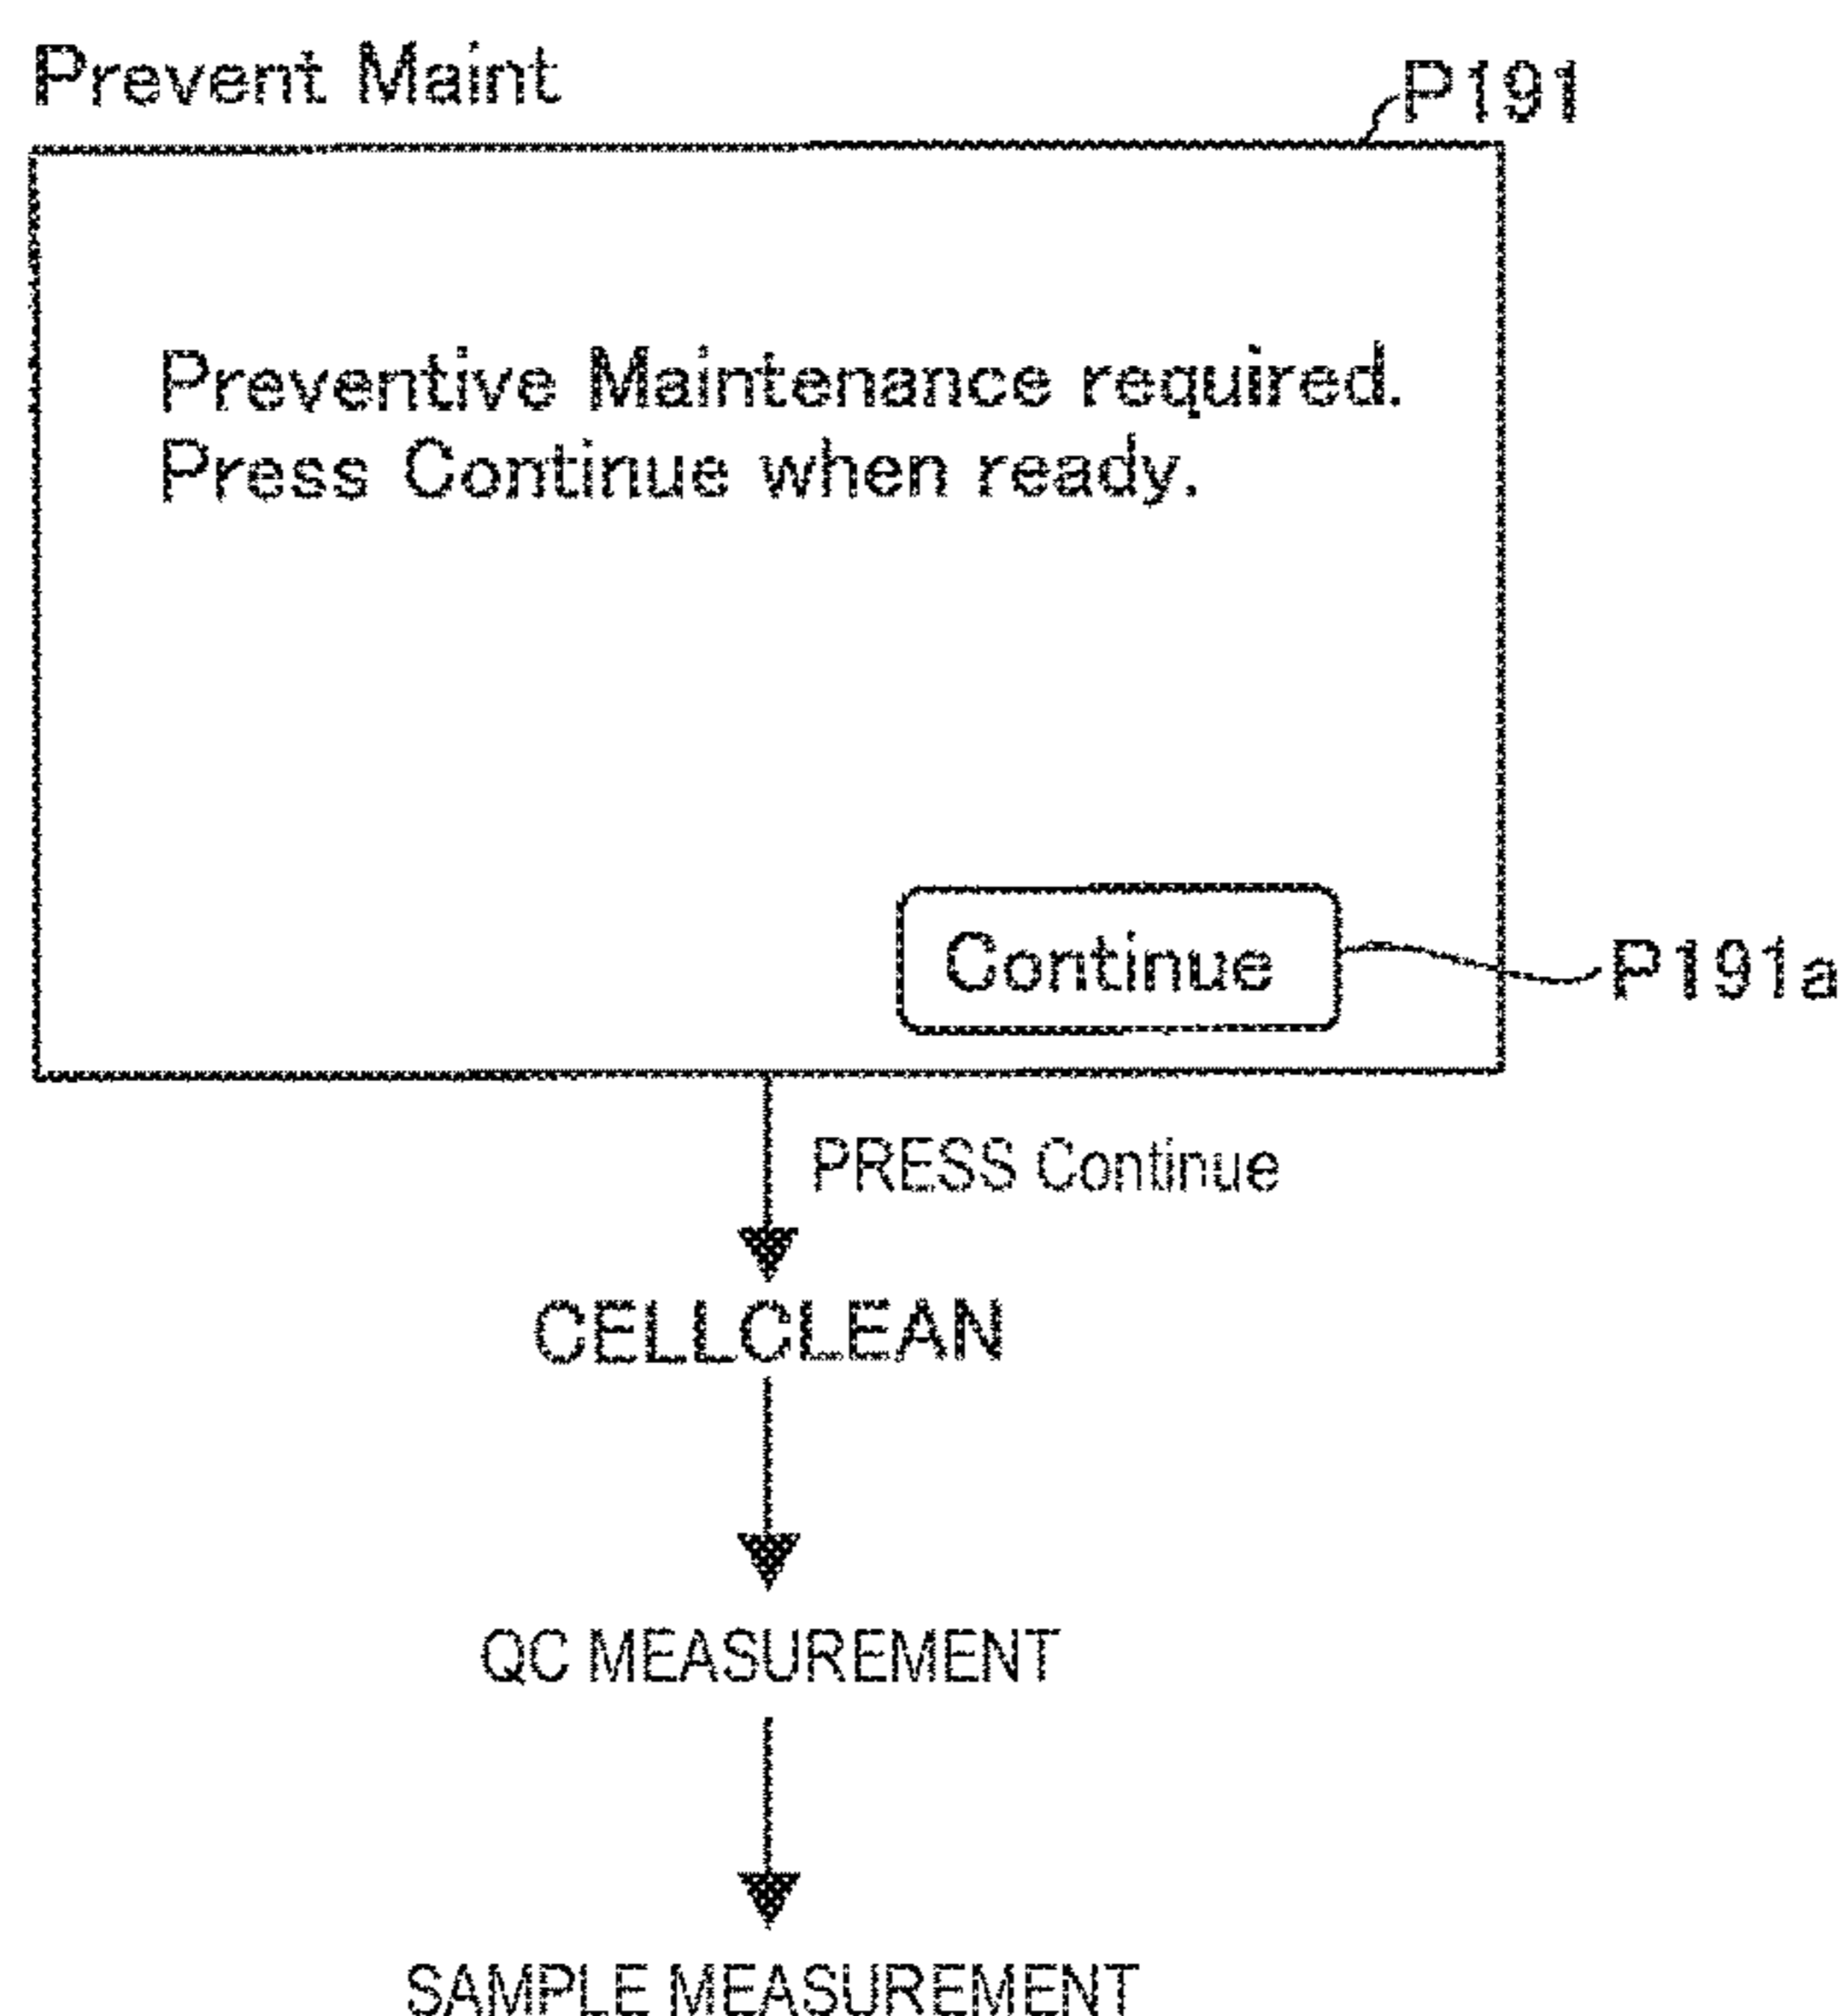 Prevent Maint
P191
Preventive Maintenance required.
Press Continue when ready.
Continue
P191a
PRESS Continue
CELLCLEAN
QC MEASUREMENT
SAMPLE MEASUREMENT